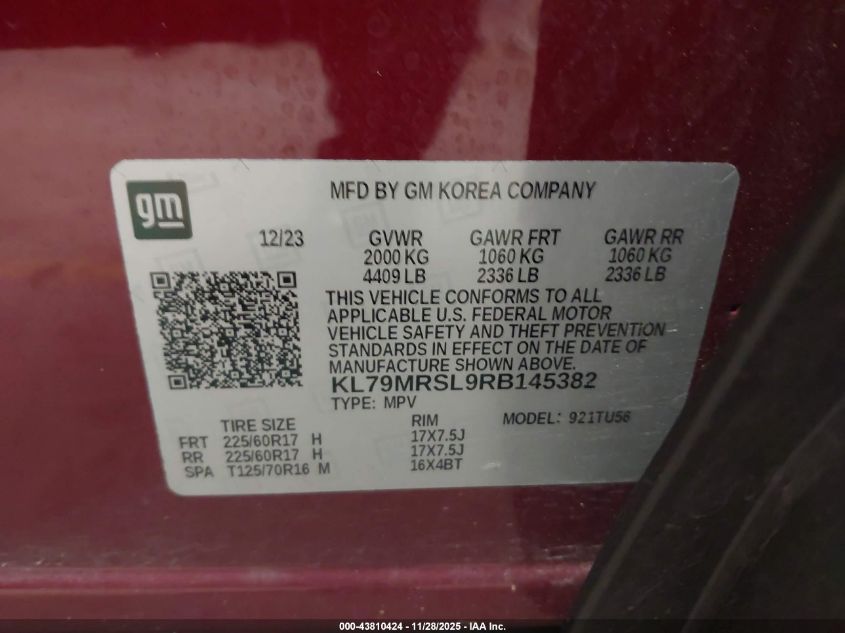 gm
MFD BY GM KOREA COMPANY
12/23 GVWR GAWR FRT GAWR RR
2000 KG 1060 KG 1060 KG
4409 LB 2336 LB 2336 LB
THIS VEHICLE CONFORMS TO ALL
APPLICABLE U.S. FEDERAL MOTOR
VEHICLE SAFETY AND THEFT PREVENTION
STANDARDS IN EFFECT ON THE DATE OF
MANUFACTURE SHOWN ABOVE.
KL79MRSL9RB145382
TYPE: MPV
TIRE SIZE RIM MODEL: 921TU56
FRT 225/60R17 H 17X7.5J
RR 225/60R17 H 17X7.5J
SPA T125/70R16 M 16X4BT
000-43810424 - 11/28/2025 - IAA Inc.